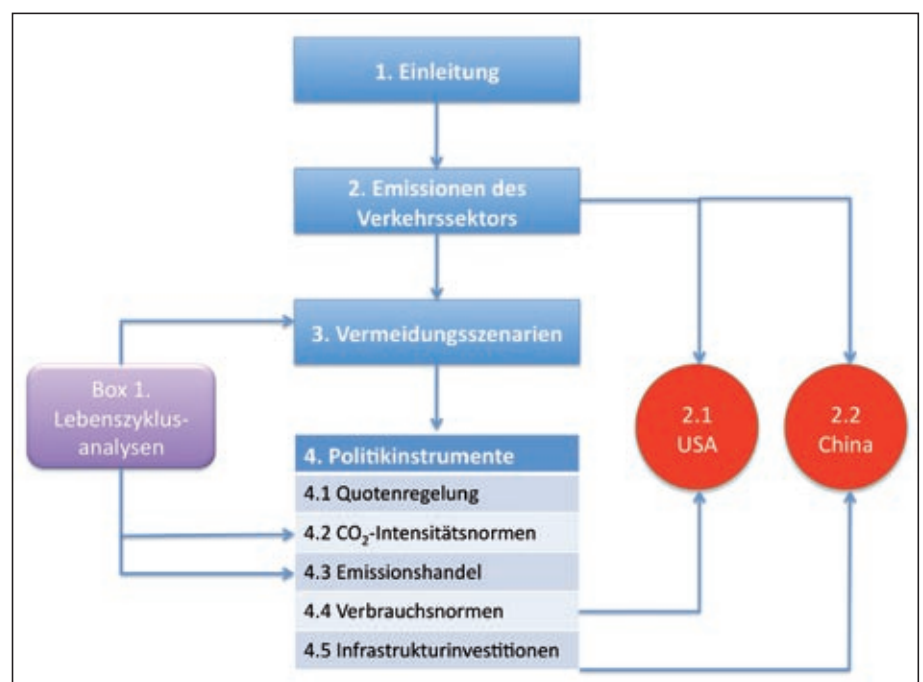 1. Einleitung
2. Emissionen des
Verkehrssektors
3. Vermeidungsszenarien
Box 1.
Lebenszyklus-
analysen
2.1
USA
2.2
China
4. Politikinstrumente
4.1 Quotenregelung
4.2 CO₂-Intensitätsnormen
4.3 Emissionshandel
4.4 Verbrauchsnormen
4.5 Infrastrukturinvestitionen